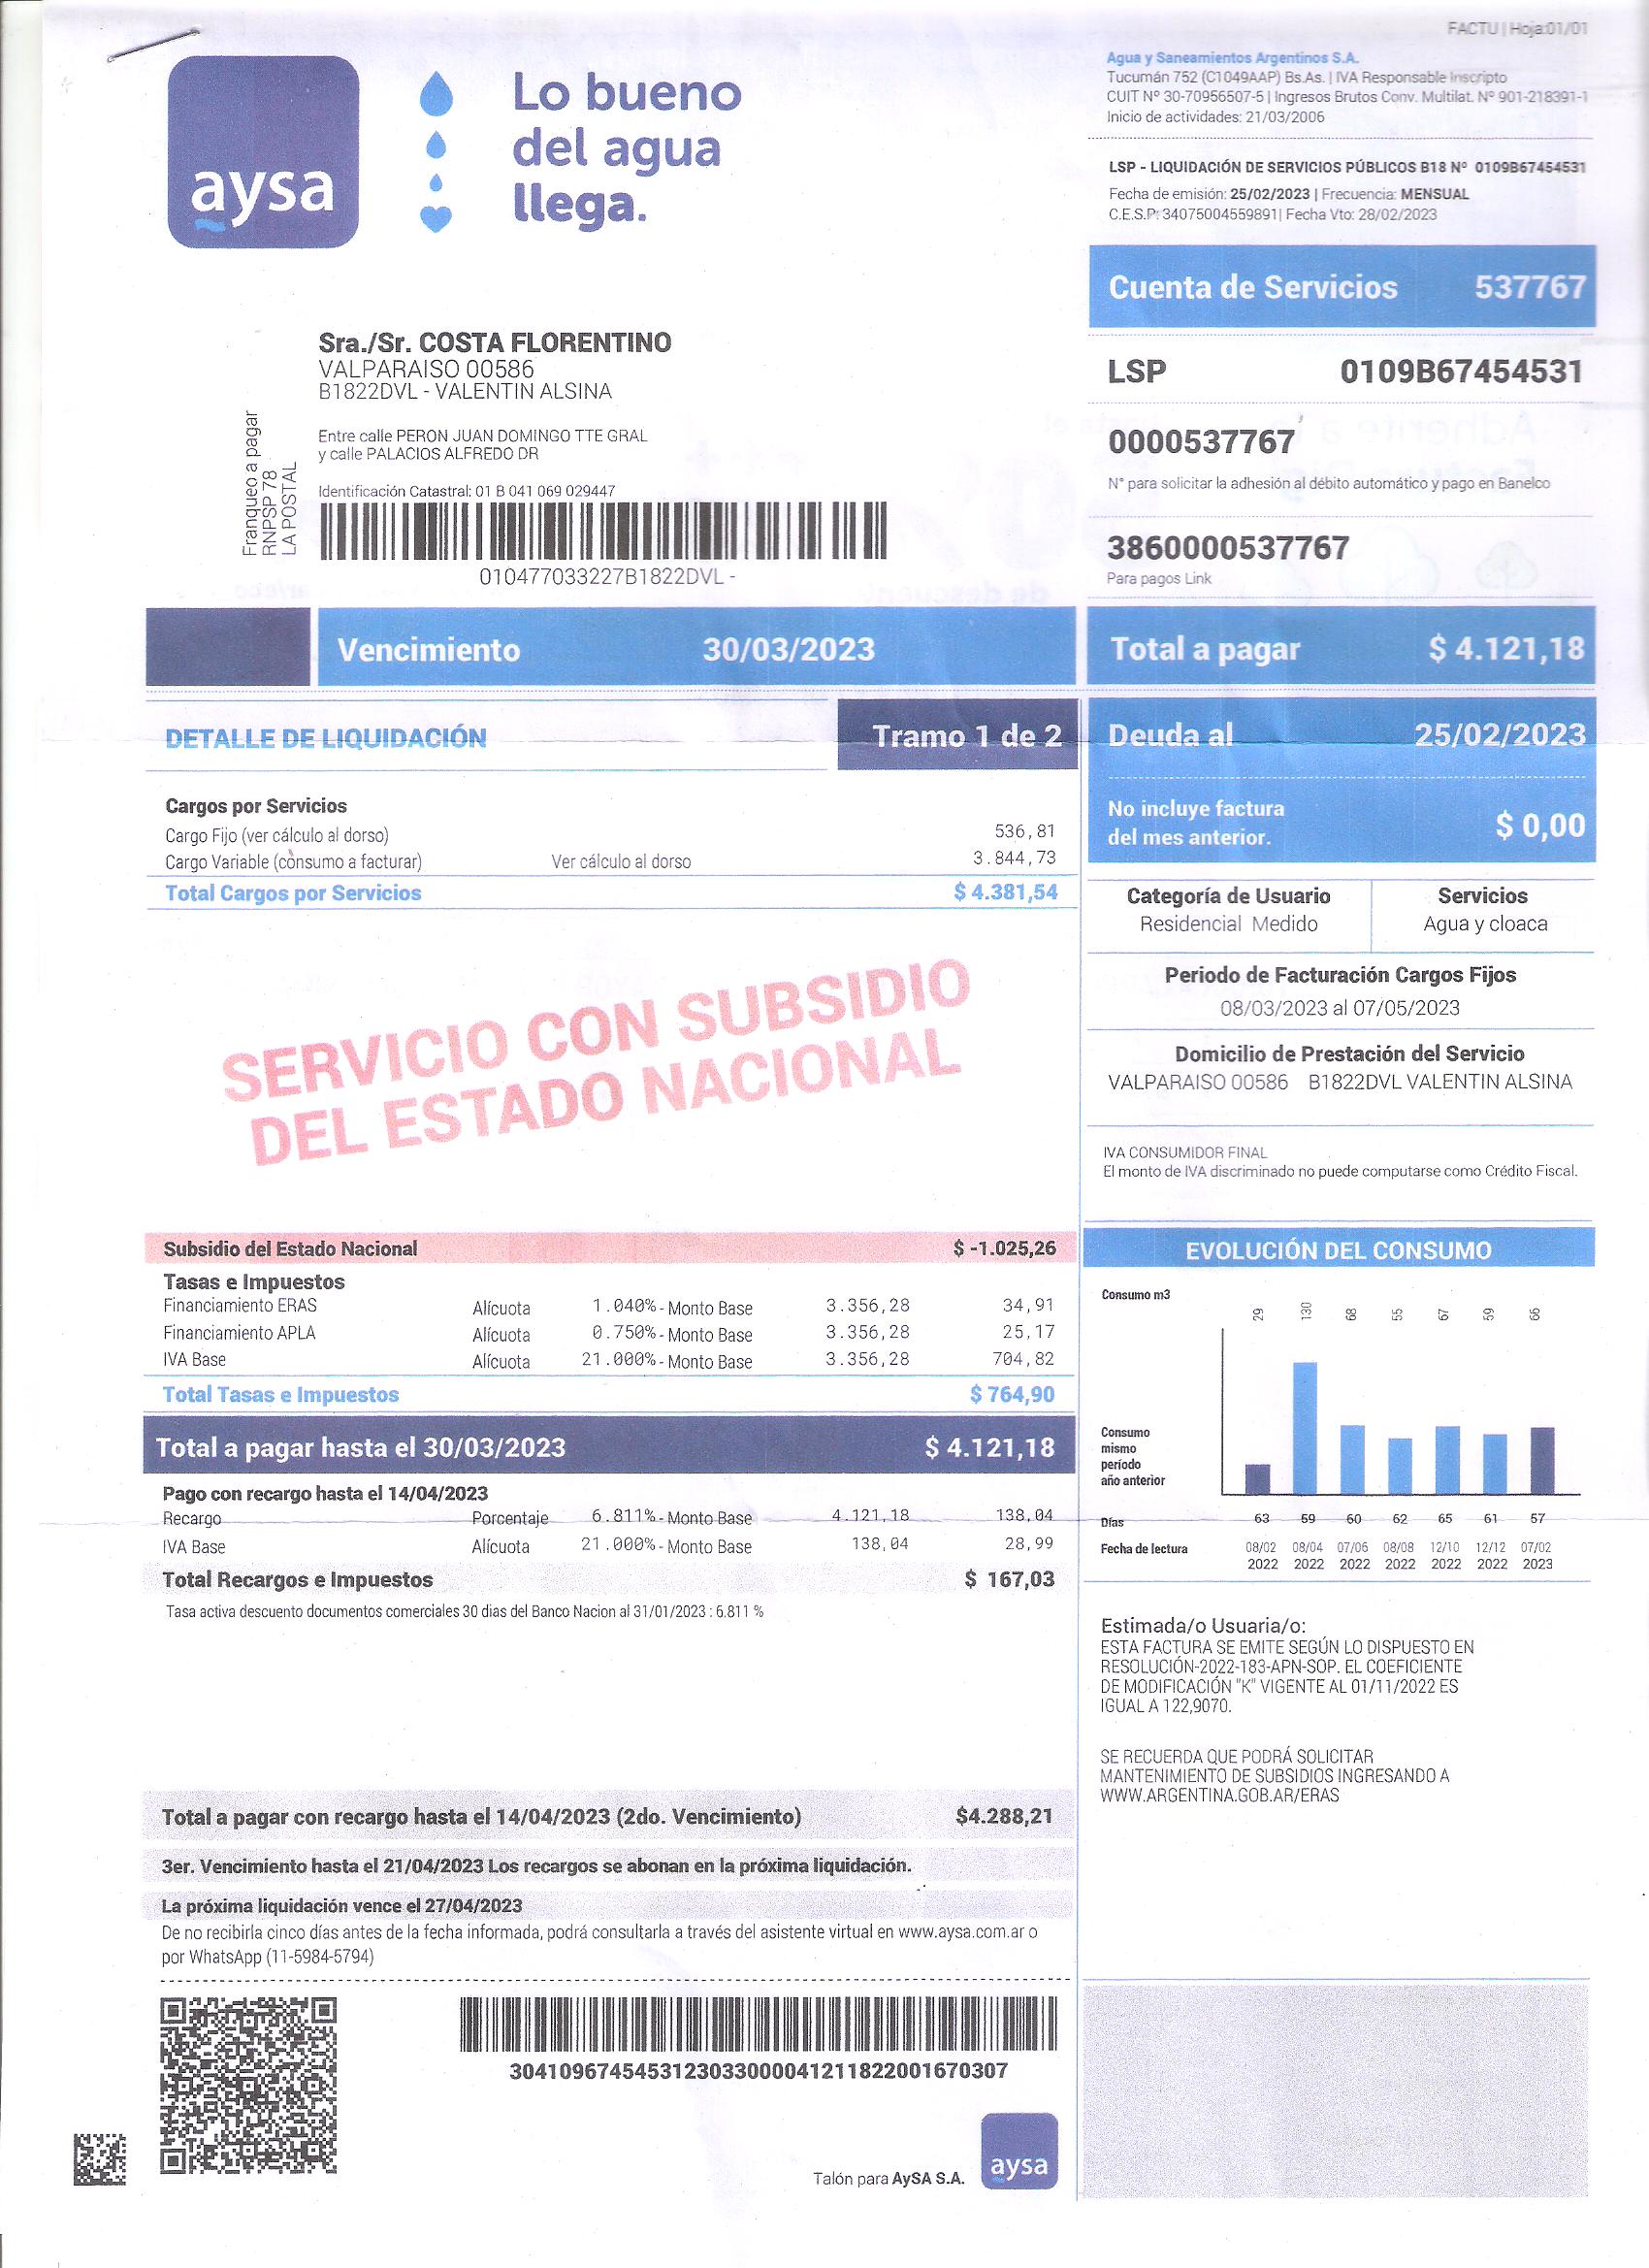 FACTU | Hoja:01/01
aysa
Lo bueno
del agua
llega.
Agua y Saneamientos Argentinos S.A.
Tucumán 752 (C1049AAP) Bs.As. | IVA Responsable Inscripto
CUIT Nº 30-70956507-5 | Ingresos Brutos Conv. Multilat. Nº 901-218391-1
Inicio de actividades: 21/03/2006
LSP - LIQUIDACIÓN DE SERVICIOS PÚBLICOS B18 Nº 0109B67454531
Fecha de emisión: 25/02/2023 | Frecuencia: MENSUAL
C.E.S.P: 34075004559891| Fecha Vto: 28/02/2023
Cuenta de Servicios 537767
LSP 0109B67454531
0000537767
N° para solicitar la adhesión al débito automático y pago en Banelco
3860000537767
Para pagos Link
Franqueo a pagar
RNPSP 78
LA POSTAL
Sra./Sr. COSTA FLORENTINO
VALPARAISO 00586
B1822DVL - VALENTIN ALSINA
Entre calle PERON JUAN DOMINGO TTE GRAL
y calle PALACIOS ALFREDO DR
Identificación Catastral: 01 B 041 069 029447
010477033227B1822DVL -
Vencimiento 30/03/2023
Total a pagar $ 4.121,18
DETALLE DE LIQUIDACIÓN Tramo 1 de 2
Cargos por Servicios
Cargo Fijo (ver cálculo al dorso) 536,81
Cargo Variable (consumo a facturar) Ver cálculo al dorso 3.844,73
Total Cargos por Servicios $ 4.381,54
SERVICIO CON SUBSIDIO
DEL ESTADO NACIONAL
Subsidio del Estado Nacional $ -1.025,26
Tasas e Impuestos
Financiamiento ERAS Alícuota 1.040% - Monto Base 3.356,28 34,91
Financiamiento APLA Alícuota 0.750% - Monto Base 3.356,28 25,17
IVA Base Alícuota 21.000% - Monto Base 3.356,28 704,82
Total Tasas e Impuestos $ 764,90
Total a pagar hasta el 30/03/2023 $ 4.121,18
Pago con recargo hasta el 14/04/2023
Recargo Porcentaje 6.811% - Monto Base 4.121,18 138,04
IVA Base Alícuota 21.000% - Monto Base 138,04 28,99
Total Recargos e Impuestos $ 167,03
Tasa activa descuento documentos comerciales 30 dias del Banco Nacion al 31/01/2023 : 6.811 %
Total a pagar con recargo hasta el 14/04/2023 (2do. Vencimiento) $4.288,21
3er. Vencimiento hasta el 21/04/2023 Los recargos se abonan en la próxima liquidación.
La próxima liquidación vence el 27/04/2023
De no recibirla cinco días antes de la fecha informada, podrá consultarla a través del asistente virtual en www.aysa.com.ar o
por WhatsApp (11-5984-5794)
Deuda al 25/02/2023
No incluye factura
del mes anterior. $ 0,00
Categoría de Usuario Servicios
Residencial Medido Agua y cloaca
Periodo de Facturación Cargos Fijos
08/03/2023 al 07/05/2023
Domicilio de Prestación del Servicio
VALPARAISO 00586 B1822DVL VALENTIN ALSINA
IVA CONSUMIDOR FINAL
El monto de IVA discriminado no puede computarse como Crédito Fiscal.
EVOLUCIÓN DEL CONSUMO
Consumo m3 29 130 68 55 67 59 66
Consumo
mismo
período
año anterior
Días 63 59 60 62 65 61 57
Fecha de lectura 08/02 08/04 07/06 08/08 12/10 12/12 07/02
2022 2022 2022 2022 2022 2022 2023
Estimada/o Usuaria/o:
ESTA FACTURA SE EMITE SEGÚN LO DISPUESTO EN
RESOLUCIÓN-2022-183-APN-SOP. EL COEFICIENTE
DE MODIFICACIÓN "K" VIGENTE AL 01/11/2022 ES
IGUAL A 122,9070.
SE RECUERDA QUE PODRÁ SOLICITAR
MANTENIMIENTO DE SUBSIDIOS INGRESANDO A
WWW.ARGENTINA.GOB.AR/ERAS
304109674545312303300004121182200167030​7
Talón para AySA S.A.
aysa